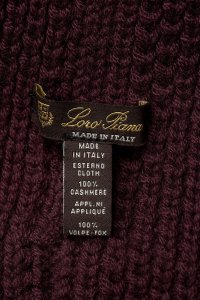 Loro Piana
MADE IN ITALY
MADE
IN ITALY
ESTERNO
CLOTH
100%
CASHMERE
APPL.NI
APPLIQUÉ
100%
VOLPE-FOX